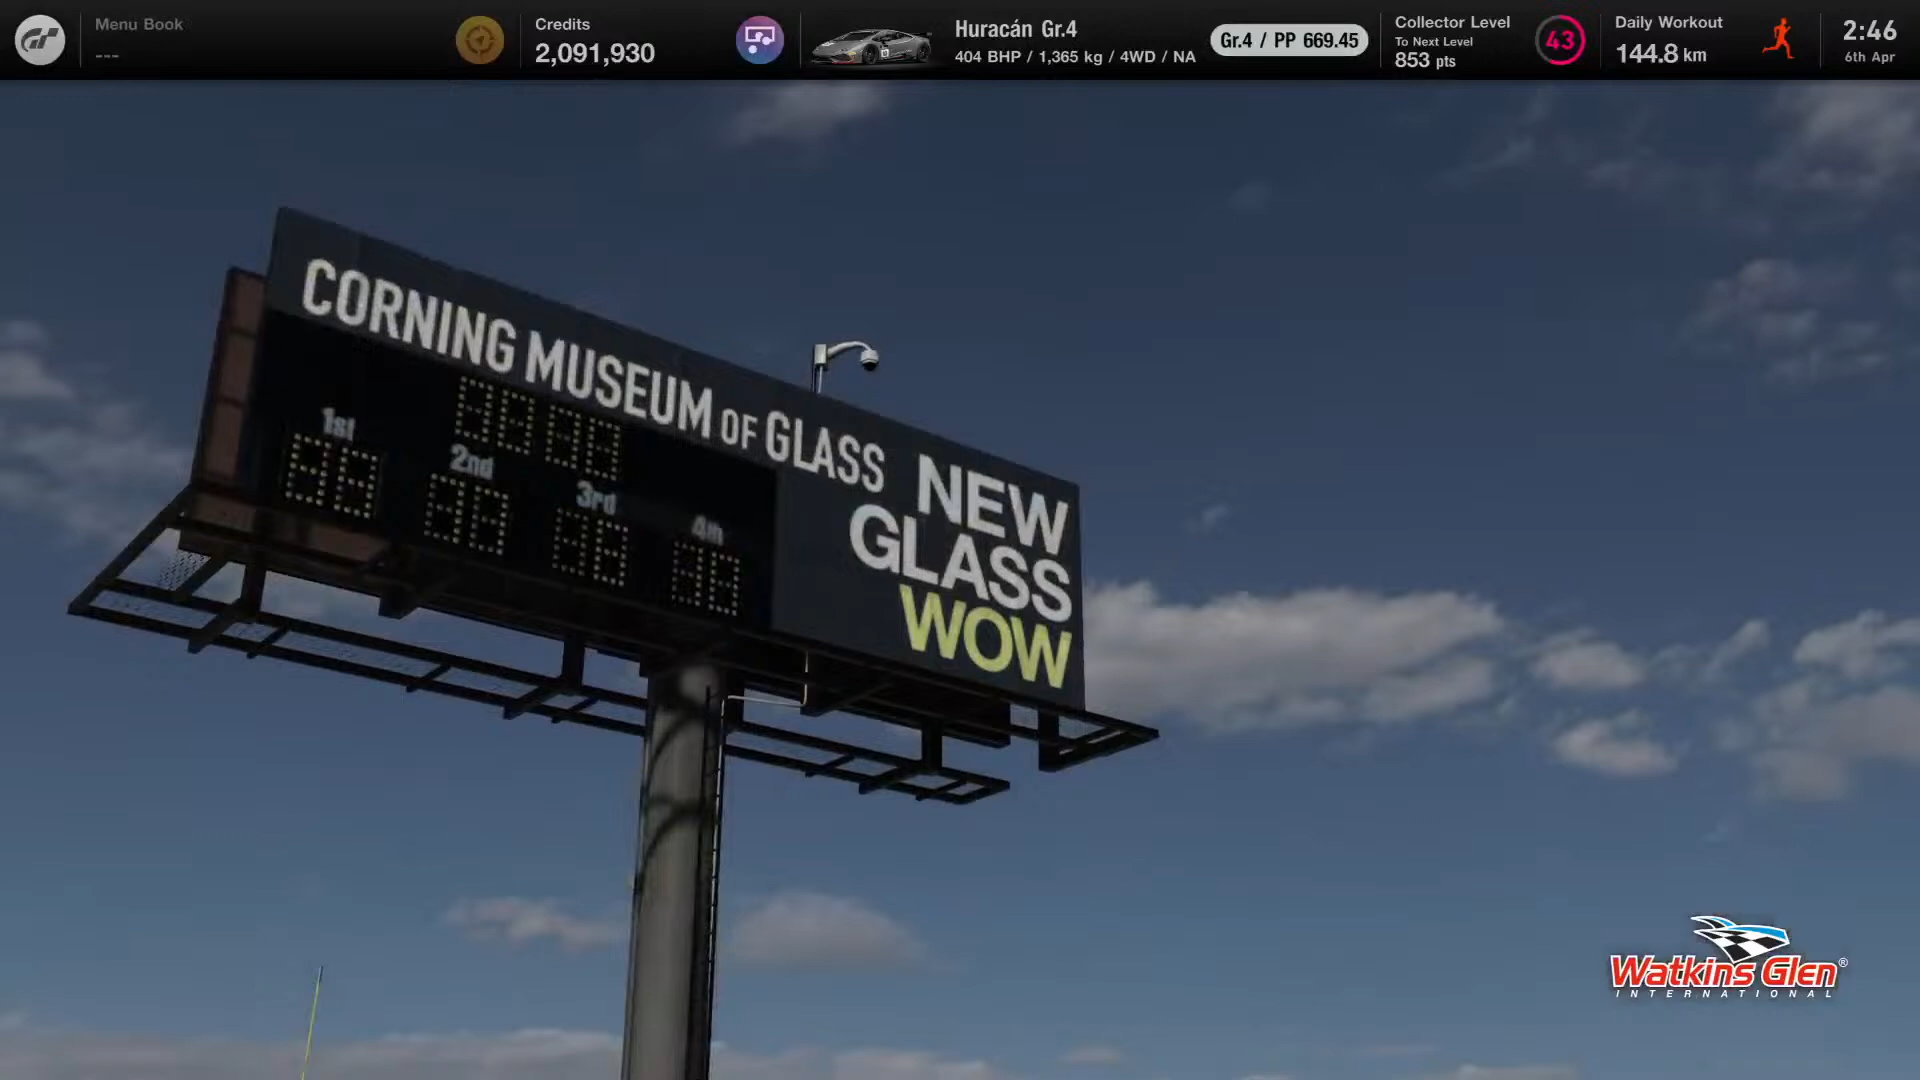 Menu Book
---
Credits
2,091,930
Huracán Gr.4
404 BHP / 1,365 kg / 4WD / NA
Gr.4 / PP 669.45
Collector Level
To Next Level
853 pts
43
Daily Workout
144.8 km
2:46
6th Apr
CORNING MUSEUM OF GLASS
1st
2nd
3rd
4th
NEW
GLASS
WOW
Watkins Glen®
INTERNATIONAL